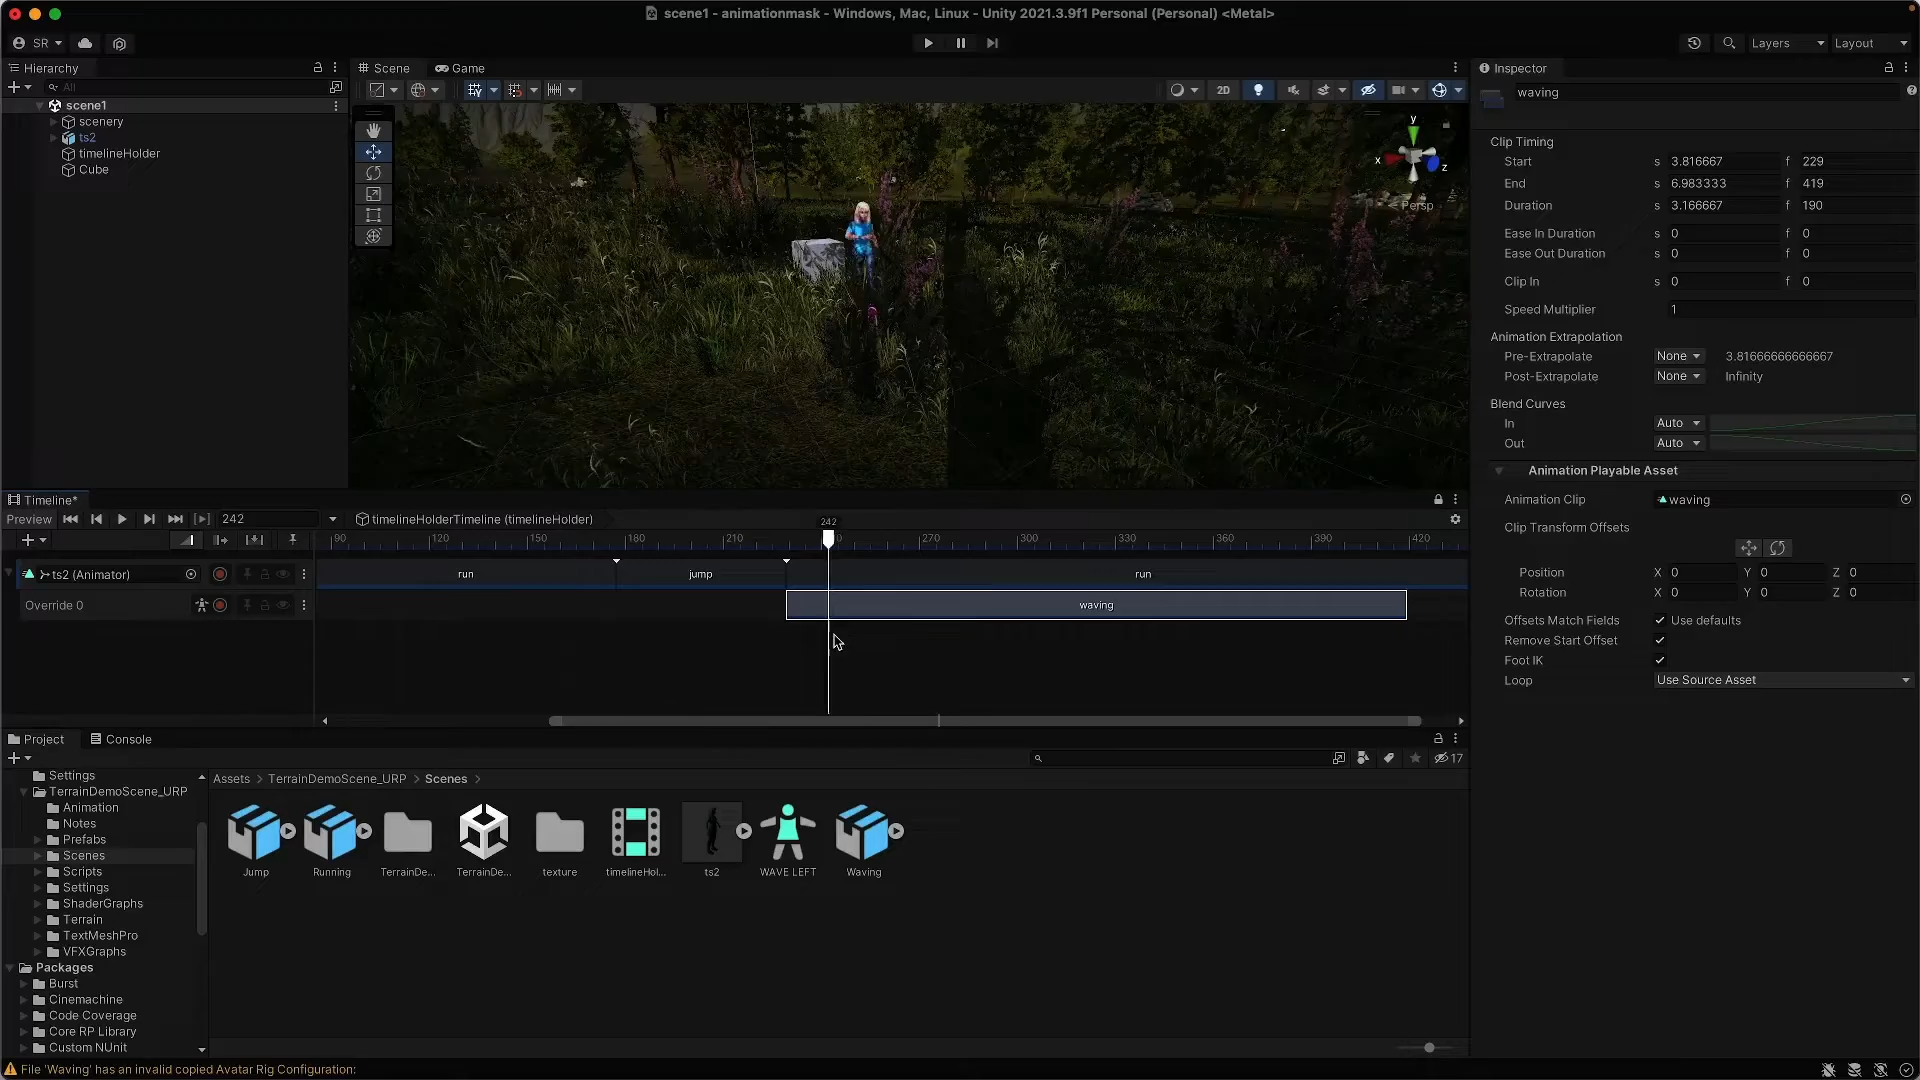 scene1 - animationmask - Windows, Mac, Linux - Unity 2021.3.9f1 Personal (Personal) <Metal>
SR
Layers
Layout
Hierarchy
Scene
Game
Inspector
All
2D
waving
scene1
scenery
ts2
timelineHolder
Cube
y
x
z
Persp
Clip Timing
Start s 3.816667 f 229
End s 6.983333 f 419
Duration s 3.166667 f 190
Ease In Duration s 0 f 0
Ease Out Duration s 0 f 0
Clip In s 0 f 0
Speed Multiplier 1
Animation Extrapolation
Pre-Extrapolate None 3.81666666666667
Post-Extrapolate None Infinity
Blend Curves
In Auto
Out Auto
Animation Playable Asset
Animation Clip waving
Clip Transform Offsets
Position X 0 Y 0 Z 0
Rotation X 0 Y 0 Z 0
Offsets Match Fields Use defaults
Remove Start Offset
Foot IK
Loop Use Source Asset
Timeline*
Preview 242 timelineHolderTimeline (timelineHolder)
242
90 120 150 180 210 270 300 330 360 390 420
ts2 (Animator) run jump run
Override 0 waving
Project
Console
17
Settings
TerrainDemoScene_URP
Animation
Notes
Prefabs
Scenes
Scripts
Settings
ShaderGraphs
Terrain
TextMeshPro
VFXGraphs
Packages
Burst
Cinemachine
Code Coverage
Core RP Library
Custom NUnit
Assets > TerrainDemoScene_URP > Scenes >
Jump
Running
TerrainDe...
TerrainDe...
texture
timelineHol...
ts2
WAVE LEFT
Waving
File 'Waving' has an invalid copied Avatar Rig Configuration: